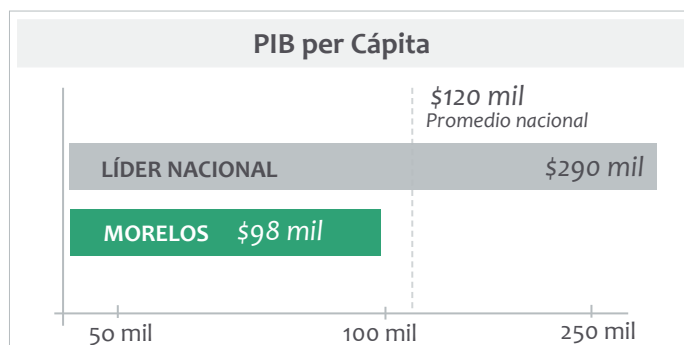 PIB per Cápita
$120 mil
Promedio nacional
LÍDER NACIONAL $290 mil
MORELOS $98 mil
50 mil 100 mil 250 mil